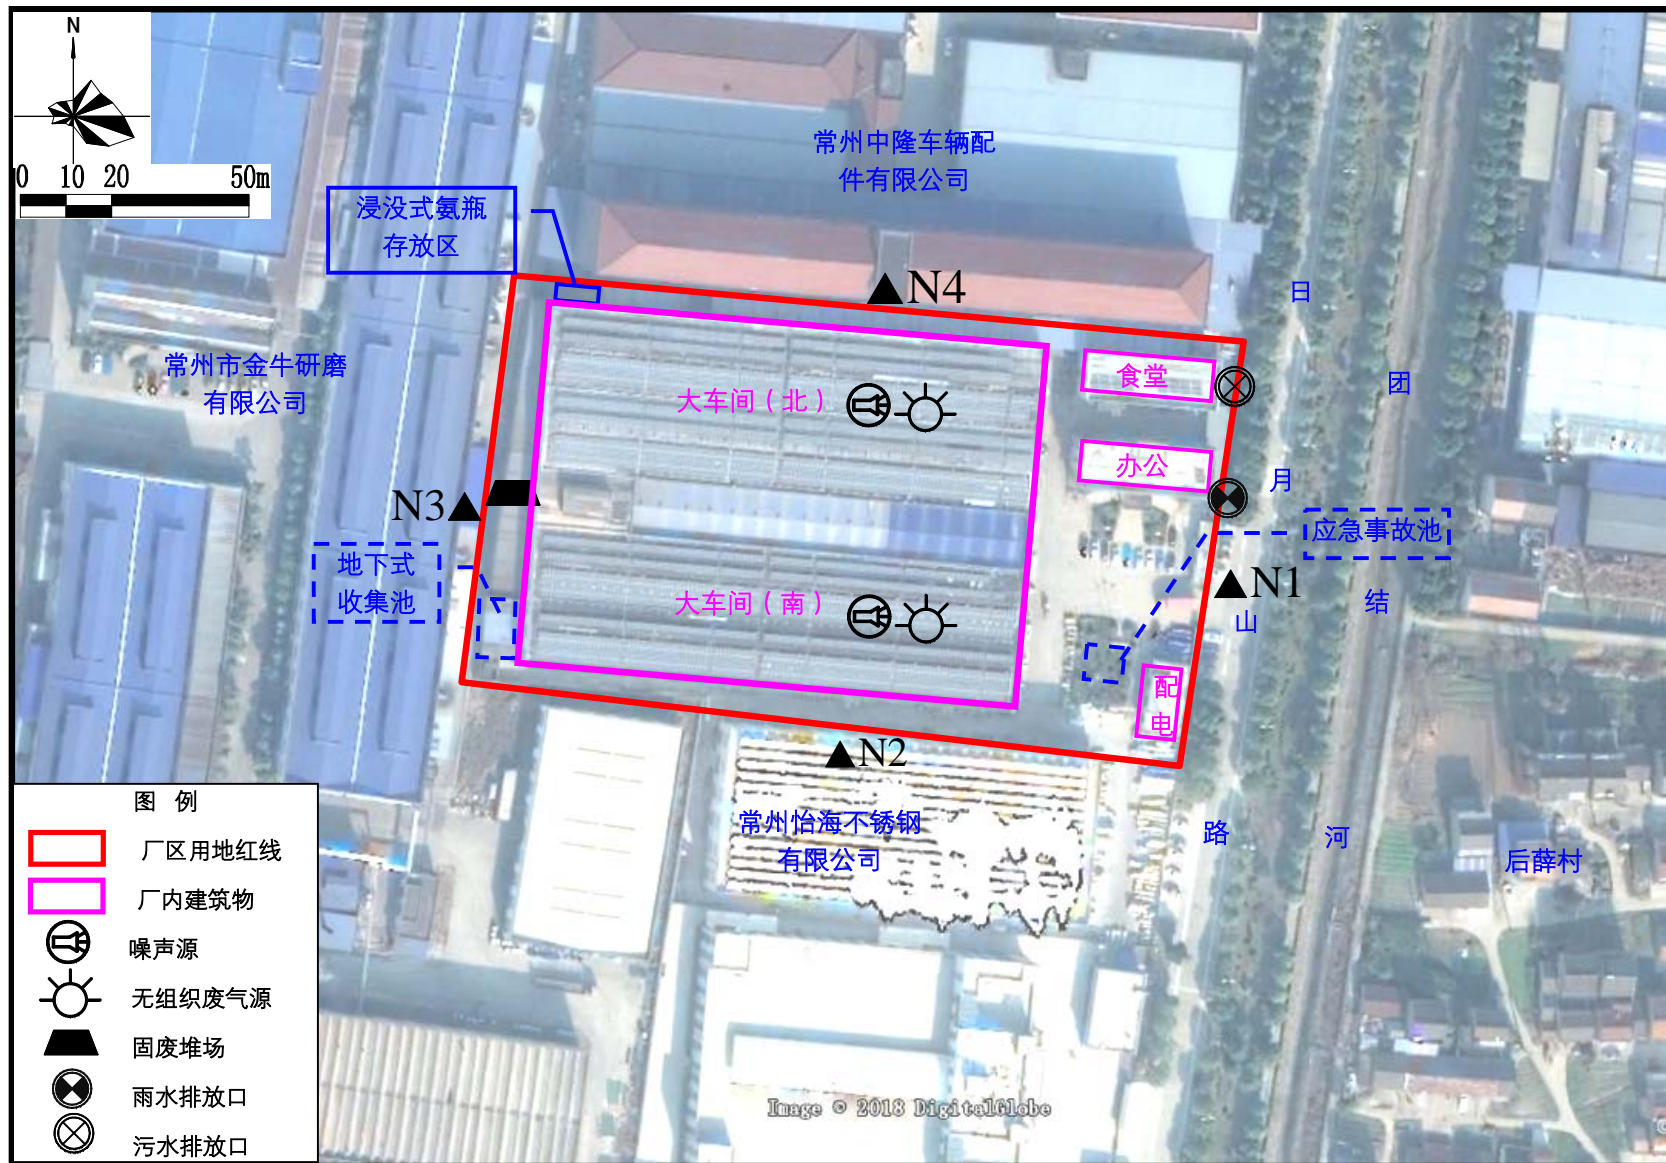 N
0 10 20 50m
常州中隆车辆配
件有限公司
浸没式氨瓶
存放区
N4
日
常州市金牛研磨
有限公司
食堂
团
大车间（北）
办公
月
N3
应急事故池
地下式
收集池
大车间（南）
N1
结
山
配
电
N2
常州怡海不锈钢
有限公司
路
河
后薛村
图 例
厂区用地红线
厂内建筑物
噪声源
无组织废气源
固废堆场
雨水排放口
污水排放口
Image © 2018 DigitalGlobe